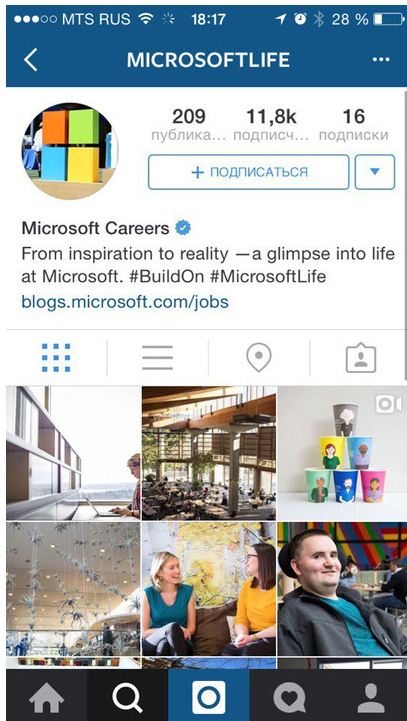 MTS RUS 18:17 28 %
MICROSOFTLIFE
209 11,8k 16
публика... подписч... подписки
+ ПОДПИСАТЬСЯ
Microsoft Careers
From inspiration to reality —a glimpse into life
at Microsoft. #BuildOn #MicrosoftLife
blogs.microsoft.com/jobs